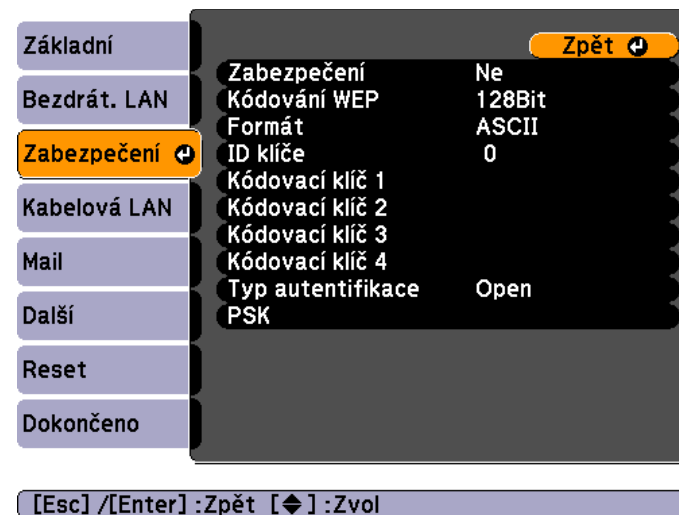 Základní
Bezdrát. LAN
Zabezpečení
Kabelová LAN
Mail
Další
Reset
Dokončeno
Zpět
Zabezpečení Ne
Kódování WEP 128Bit
Formát ASCII
ID klíče 0
Kódovací klíč 1
Kódovací klíč 2
Kódovací klíč 3
Kódovací klíč 4
Typ autentifikace Open
PSK
[Esc] /[Enter] :Zpět [◆] :Zvol